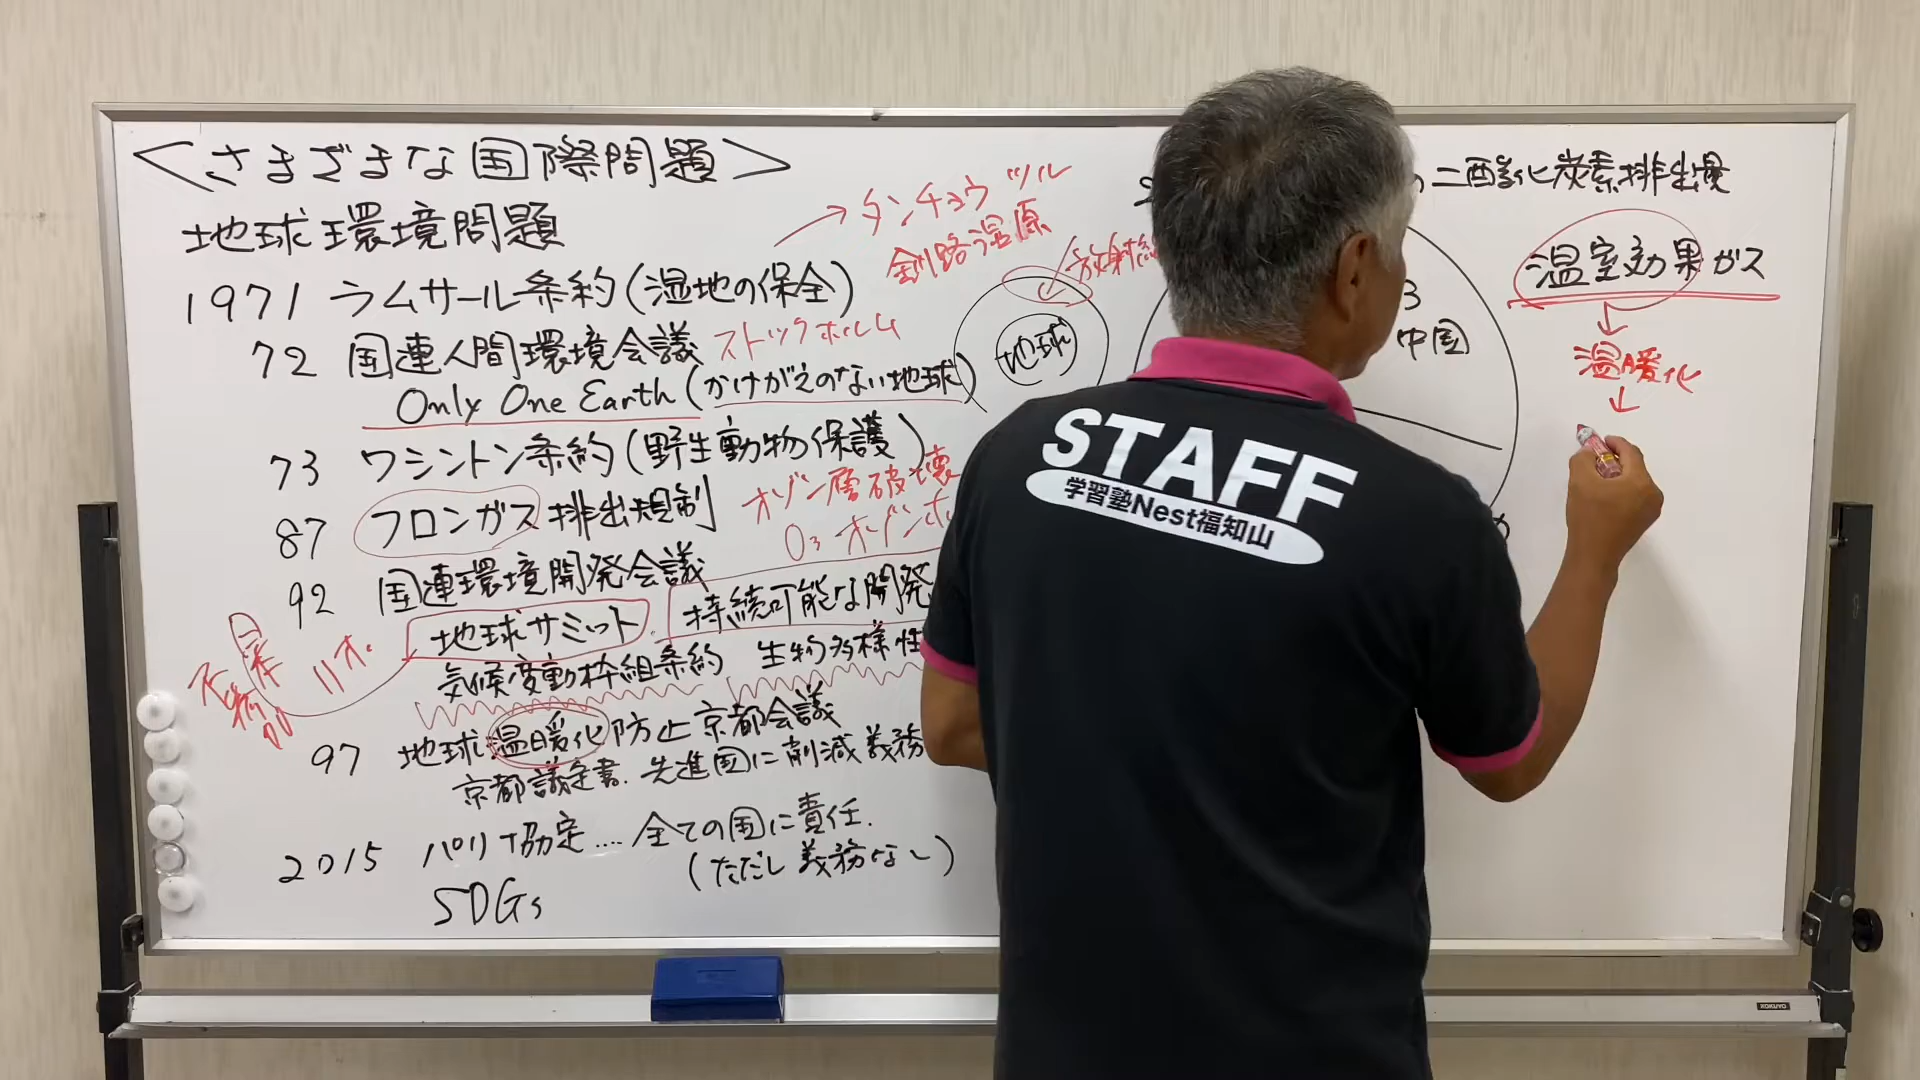 <さまざまな国際問題>
地球環境問題
1971 ラムサール条約(湿地の保全)
タンチョウヅル
釧路湿原
72 国連人間環境会議 ストックホルム
Only One Earth (かけがえのない地球)
73 ワシントン条約(野生動物保護)
87 フロンガス排出規制
オゾン層破壊
O₃ オゾンホ
92 国連環境開発会議
地球サミット 持続可能な開発
気候変動枠組条約 生物多様性
リオ.
97 地球温暖化防止京都会議
京都議定書. 先進国に削減義務
2015 パリ協定....全ての国に責任.
(ただし義務なし)
SDGs
放射線
地球
二酸化炭素排出量
3
中国
温室効果ガス
温暖化
STAFF
学習塾Nest福知山
KOKUYO